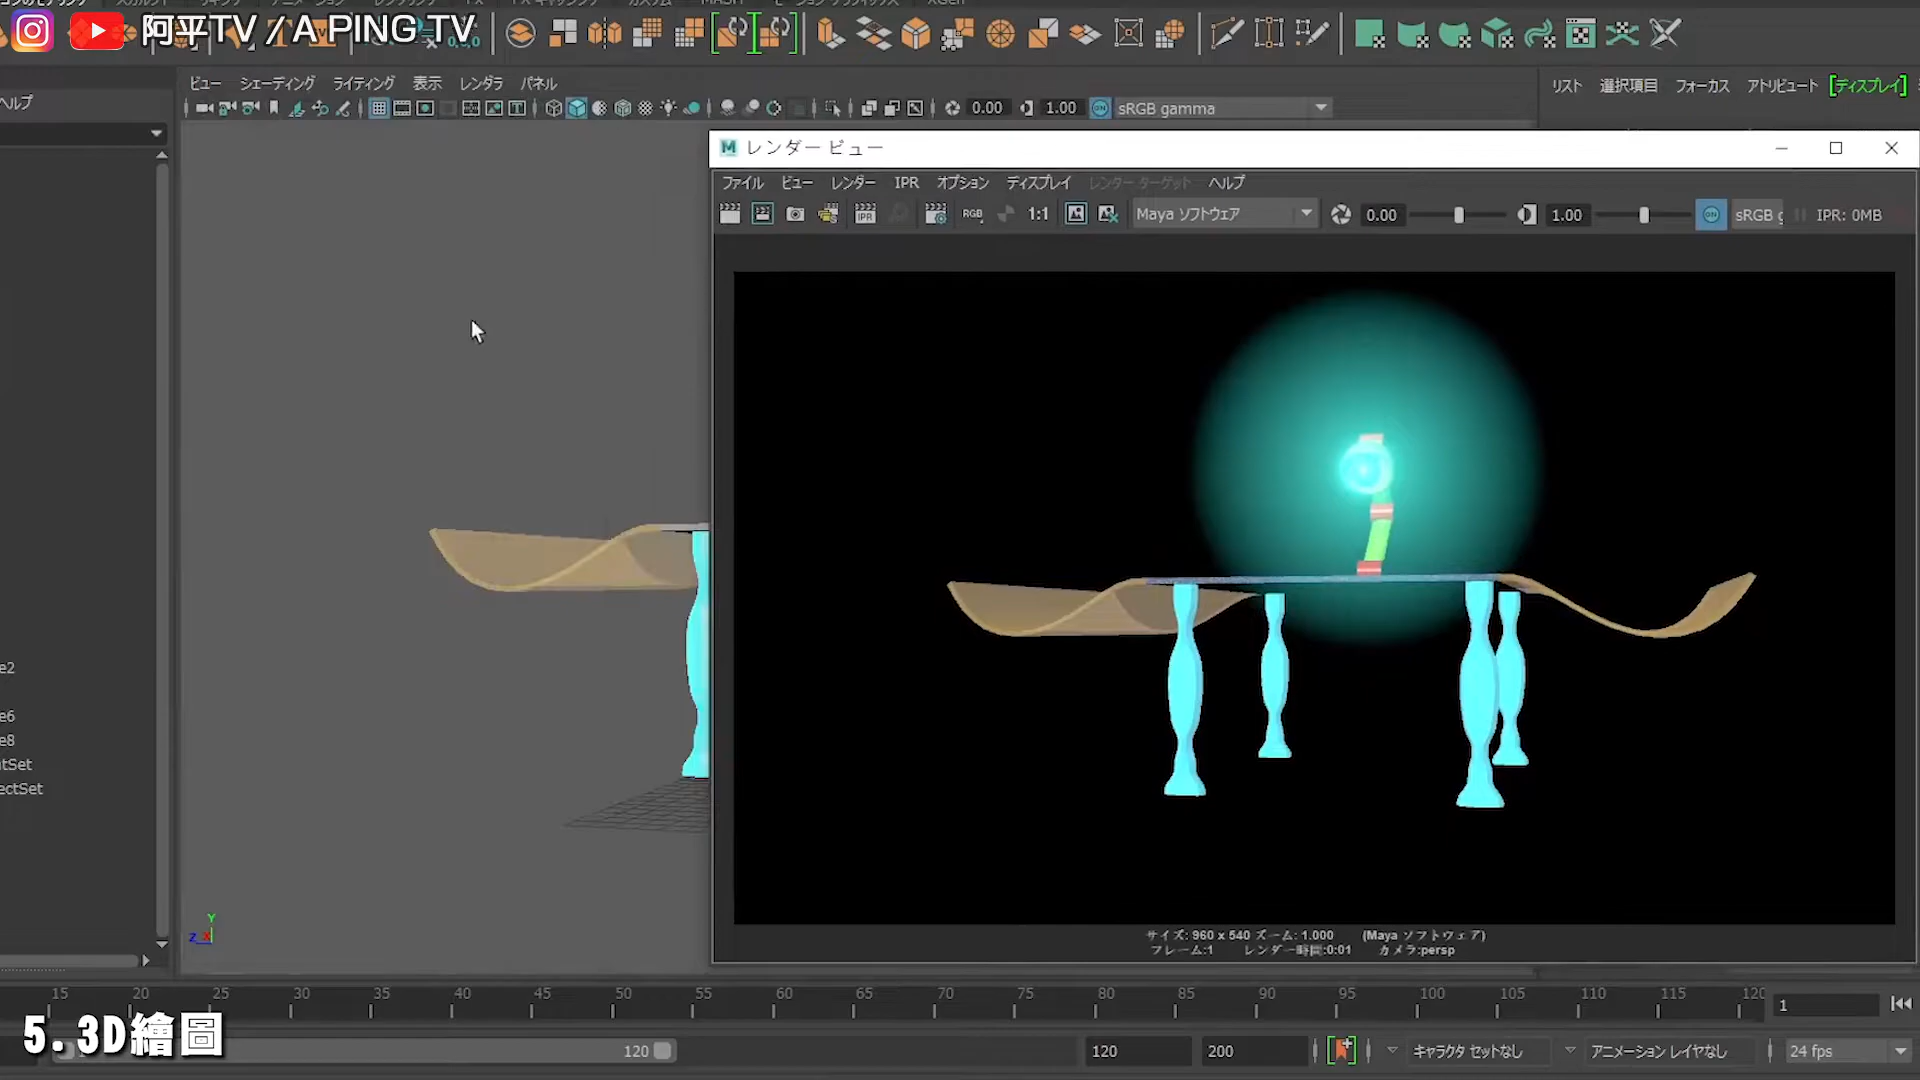 阿平TV / A PING TV
0,0,0
ヘルプ
ビュー シェーディング ライティング 表示 レンダラ パネル
0.00 1.00 ON sRGB gamma
リスト 選択項目 フォーカス アトリビュート [ディスプレイ]
M レンダー ビュー
ファイル ビュー レンダー IPR オプション ディスプレイ レンダー ターゲット ヘルプ
IPR RGB 1:1 Maya ソフトウェア 0.00 1.00 ON sRGB g IPR: 0MB
e2
e6
e8
tSet
ectSet
Y
Z X
サイズ: 960 x 540 ズーム: 1.000 (Maya ソフトウェア)
フレーム:1 レンダー時間:0:01 カメラ:persp
15 20 25 30 35 40 45 50 55 60 65 70 75 80 85 90 95 100 105 110 115 120
1
5.3D繪圖
120 120 200 キャラクタ セットなし アニメーション レイヤなし 24 fps